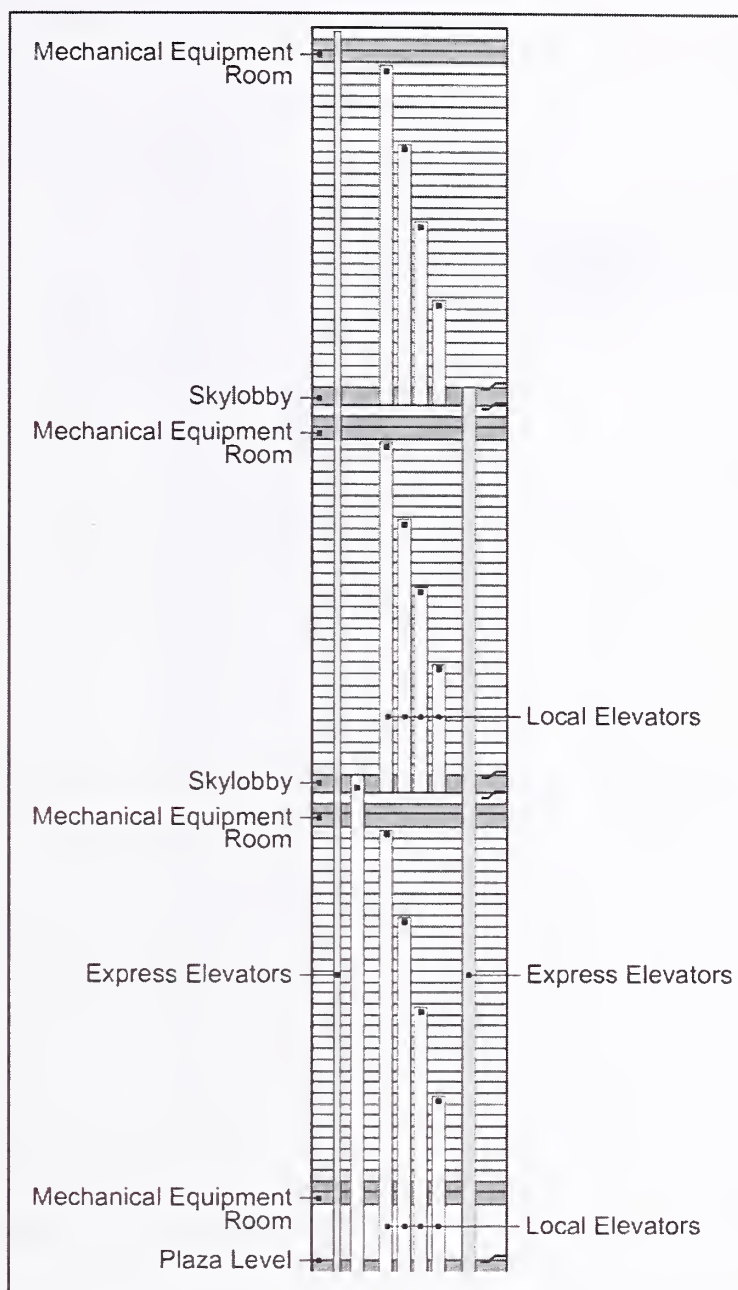 Mechanical Equipment
Room
Skylobby
Mechanical Equipment
Room
Local Elevators
Skylobby
Mechanical Equipment
Room
Express Elevators
Express Elevators
Mechanical Equipment
Room
Local Elevators
Plaza Level